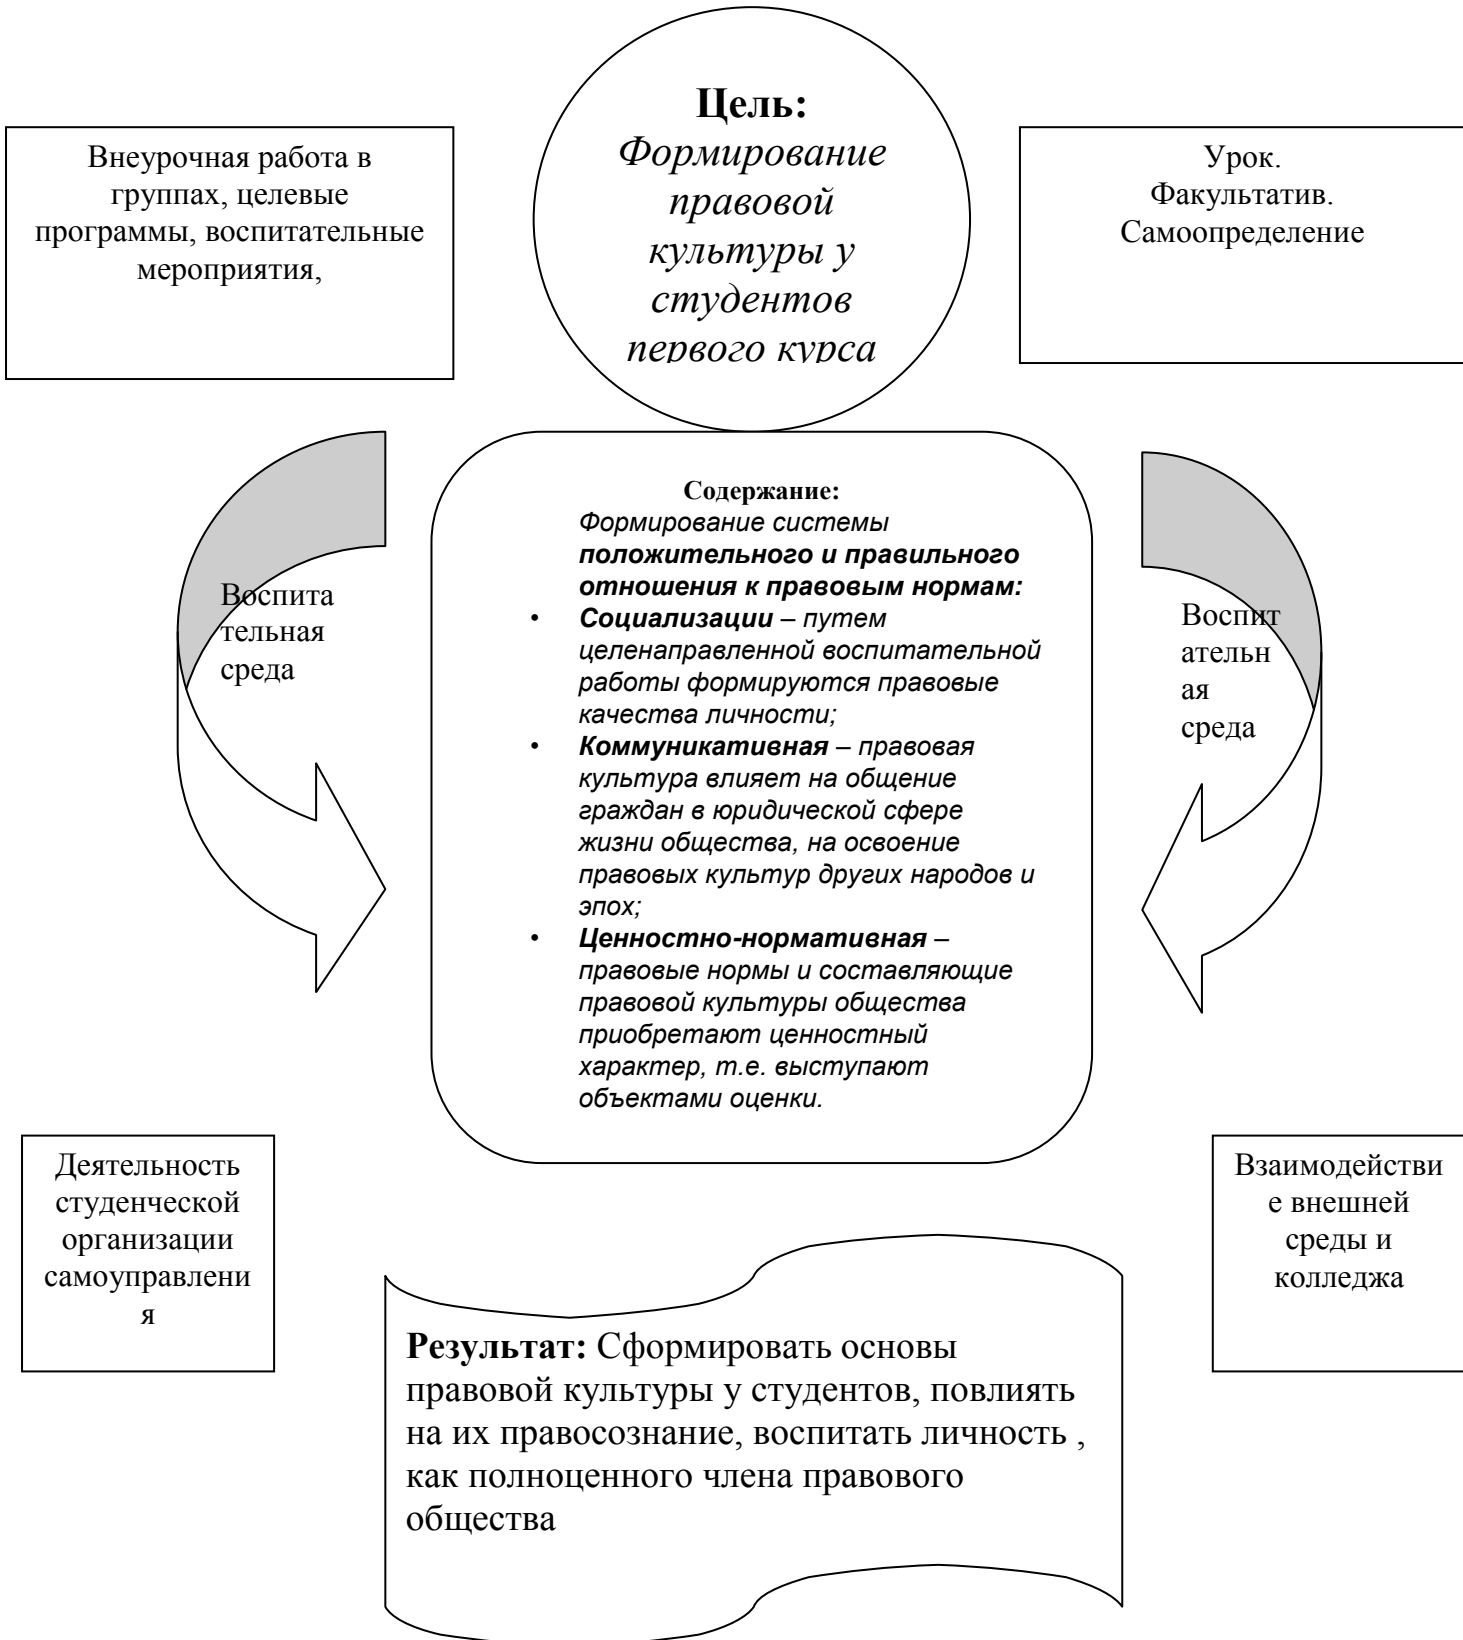 Цель:
Формирование
правовой
культуры у
студентов
первого курса
Внеурочная работа в
группах, целевые
программы, воспитательные
мероприятия,
Урок.
Факультатив.
Самоопределение
Воспита
тельная
среда
Содержание:
Формирование системы
положительного и правильного
отношения к правовым нормам:
• Социализации – путем
целенаправленной воспитательной
работы формируются правовые
качества личности;
• Коммуникативная – правовая
культура влияет на общение
граждан в юридической сфере
жизни общества, на освоение
правовых культур других народов и
эпох;
• Ценностно-нормативная –
правовые нормы и составляющие
правовой культуры общества
приобретают ценностный
характер, т.е. выступают
объектами оценки.
Воспит
ательн
ая
среда
Деятельность
студенческой
организации
самоуправлени
я
Взаимодействи
е внешней
среды и
колледжа
Результат: Сформировать основы
правовой культуры у студентов, повлиять
на их правосознание, воспитать личность ,
как полноценного члена правового
общества